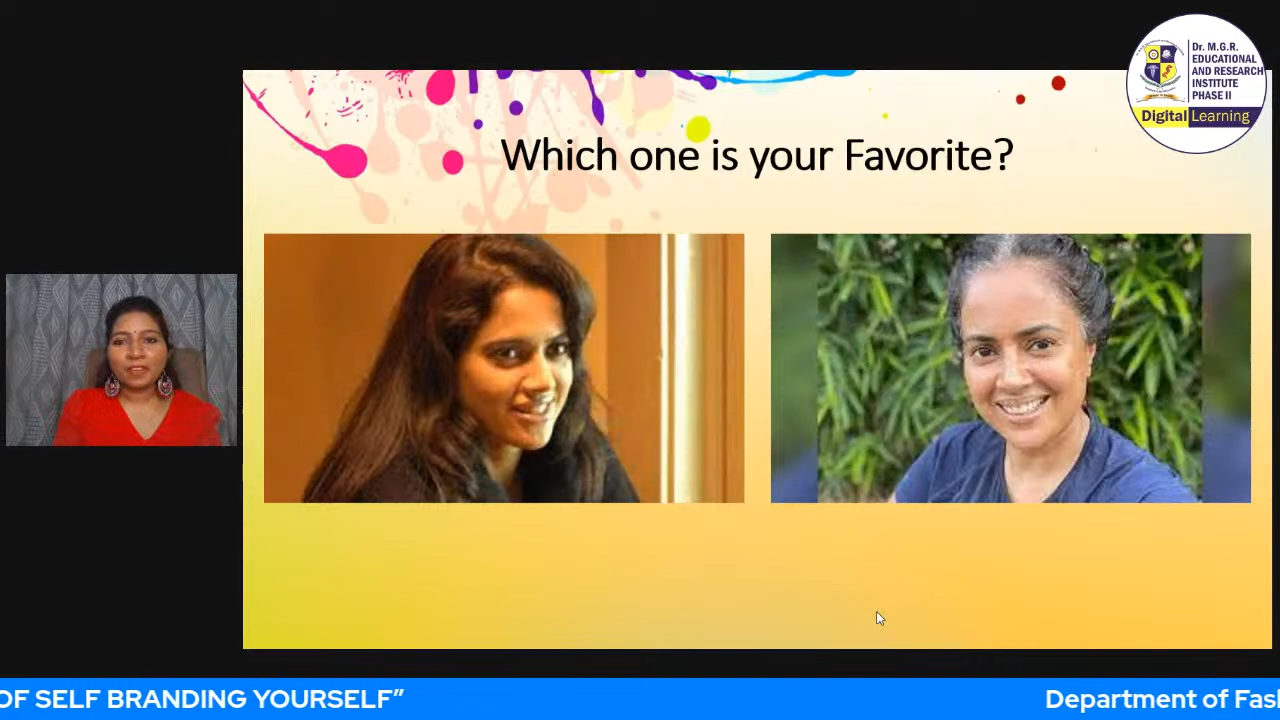 Dr. M.G.R.
EDUCATIONAL
AND RESEARCH
INSTITUTE
PHASE II
Digital Learning
Which one is your Favorite?
OF SELF BRANDING YOURSELF”
Department of Fas